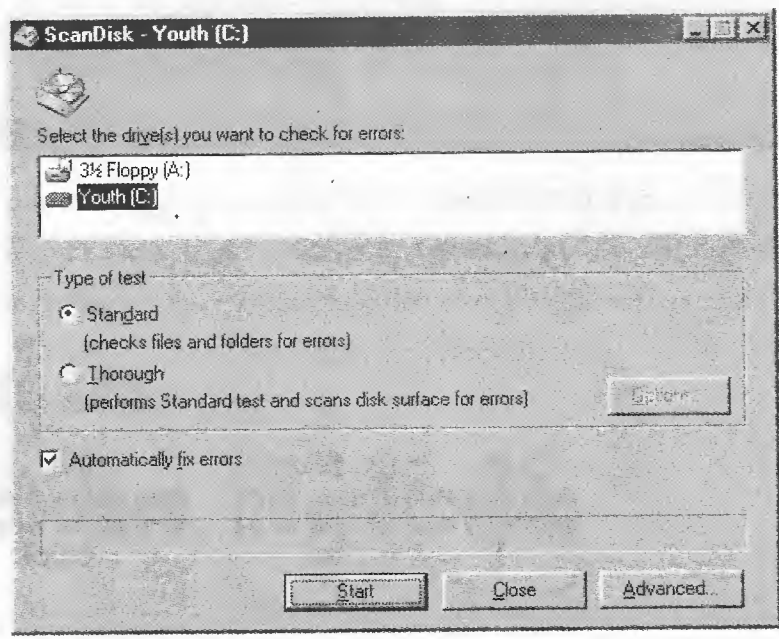 ScanDisk - Youth (C:)
Select the drive(s) you want to check for errors:
3½ Floppy (A:)
Youth (C:)
Type of test
Standard
(checks files and folders for errors)
Thorough
(performs Standard test and scans disk surface for errors)
Options...
Automatically fix errors
Start
Close
Advanced...